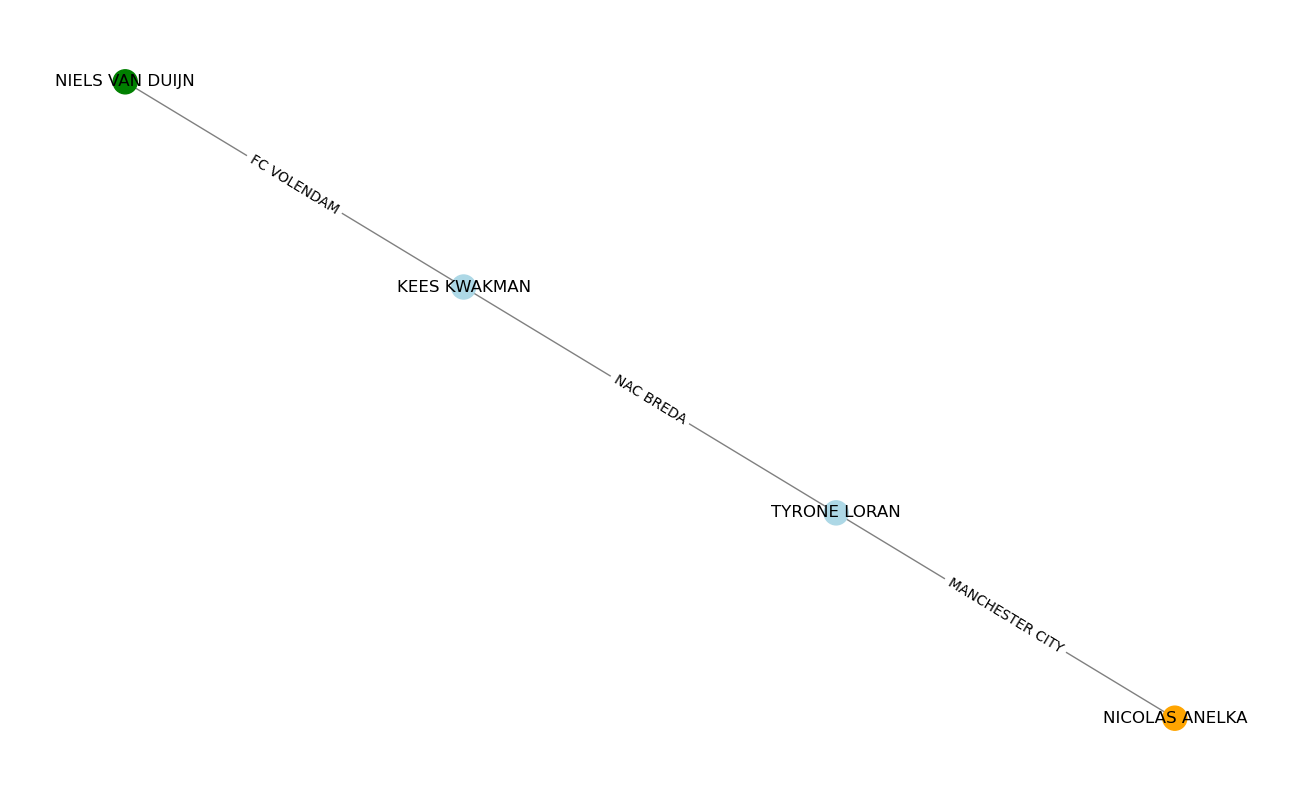 NIELS VAN DUIJN
FC VOLENDAM
KEES KWAKMAN
NAC BREDA
TYRONE LORAN
MANCHESTER CITY
NICOLAS ANELKA